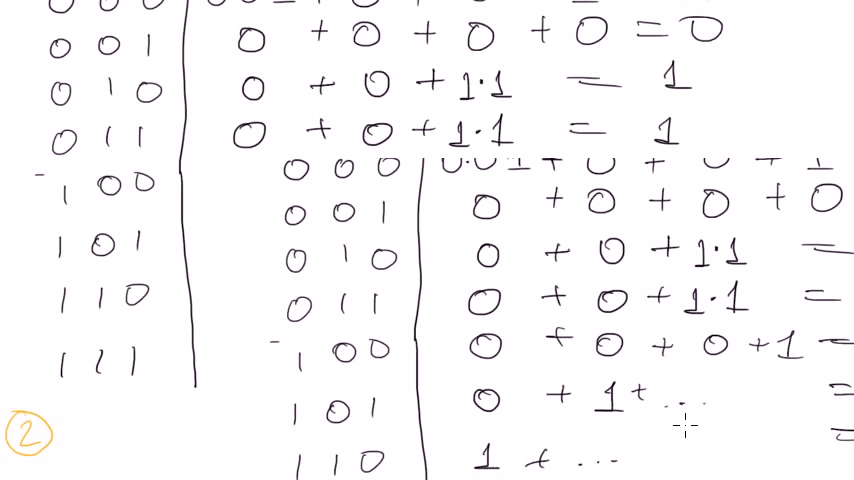 0 0 1 0 + 0 + 0 + 0 = 0
0 1 0 0 + 0 + 1·1 = 1
0 1 1 0 + 0 + 1·1 = 1
1 0 0
1 0 1
1 1 0
1 1 1
2
0 0 0
0 0 1 0 + 0 + 0 + 0
0 1 0 0 + 0 + 1·1 =
0 1 1 0 + 0 + 1·1 =
1 0 0 0 + 0 + 0 + 1 =
1 0 1 0 + 1 + ... =
1 1 0 1 + ... =